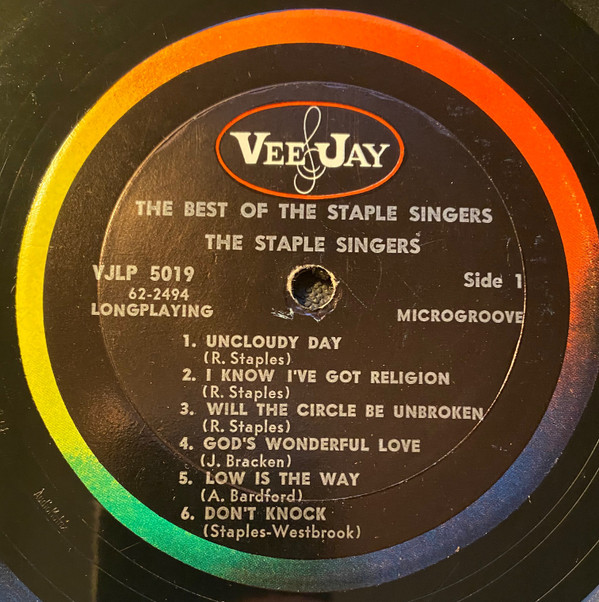 VEE JAY
THE BEST OF THE STAPLE SINGERS
THE STAPLE SINGERS
VJLP 5019
Side 1
62-2494
LONGPLAYING
MICROGROOVE
1. UNCLOUDY DAY
(R. Staples)
2. I KNOW I'VE GOT RELIGION
(R. Staples)
3. WILL THE CIRCLE BE UNBROKEN
(R. Staples)
4. GOD'S WONDERFUL LOVE
(J. Bracken)
5. LOW IS THE WAY
(A. Bardford)
6. DON'T KNOCK
(Staples-Westbrook)